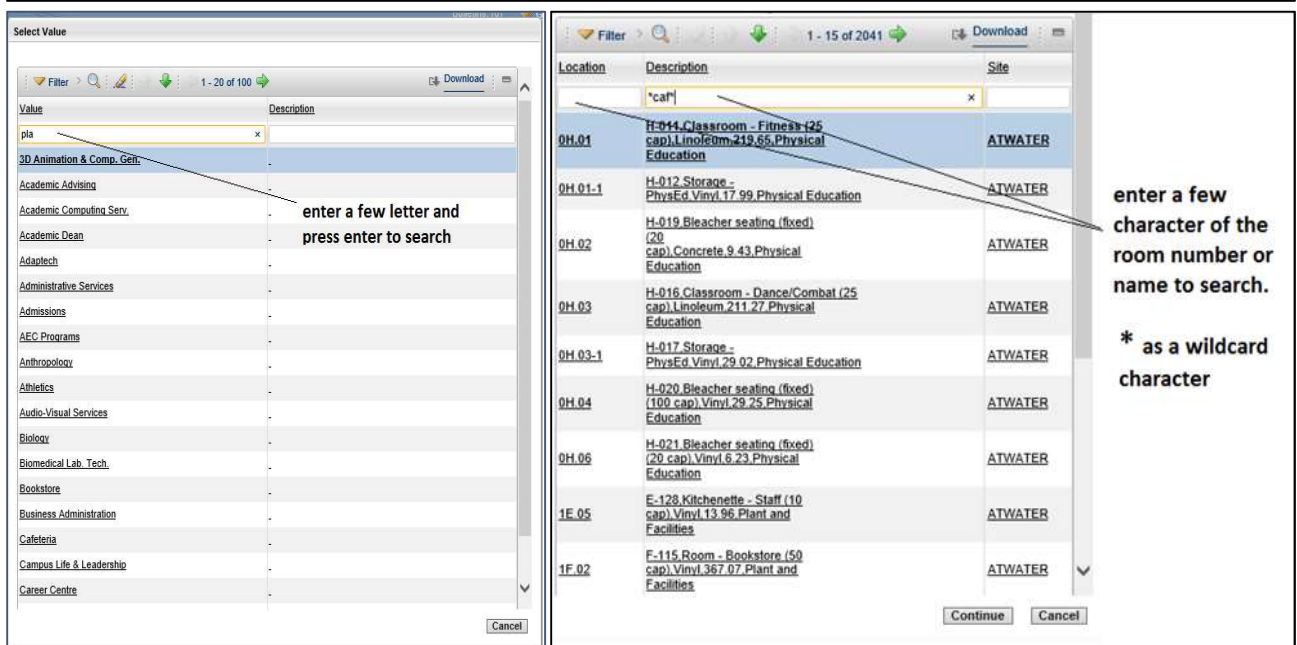 Select Value
Filter
1 - 20 of 100
Download
Value Description
pla x
3D Animation & Comp. Gen. -
Academic Advising -
Academic Computing Serv. -
Academic Dean -
Adaptech -
Administrative Services -
Admissions -
AEC Programs -
Anthropology -
Athletics -
Audio-Visual Services -
Biology -
Biomedical Lab. Tech. -
Bookstore -
Business Administration -
Cafeteria -
Campus Life & Leadership -
Career Centre -
Cancel
enter a few letter and
press enter to search
Filter
1 - 15 of 2041
Download
Location Description Site
*caf* x
0H.01
H-011,Classroom - Fitness (25
cap),Linoleum,219.65,Physical
Education
ATWATER
0H.01-1
H-012,Storage -
PhysEd,Vinyl,17.99,Physical Education
ATWATER
0H.02
H-019,Bleacher seating (fixed)
(20
cap),Concrete,9.43,Physical
Education
ATWATER
0H.03
H-016,Classroom - Dance/Combat (25
cap),Linoleum,211.27,Physical
Education
ATWATER
0H.03-1
H-017,Storage -
PhysEd,Vinyl,29.02,Physical Education
ATWATER
0H.04
H-020,Bleacher seating (fixed)
(100 cap),Vinyl,29.25,Physical
Education
ATWATER
0H.06
H-021,Bleacher seating (fixed)
(20 cap),Vinyl,6.23,Physical
Education
ATWATER
1E.05
E-128,Kitchenette - Staff (10
cap),Vinyl,13.96,Plant and
Facilities
ATWATER
1F.02
F-115,Room - Bookstore (50
cap),Vinyl,367.07,Plant and
Facilities
ATWATER
Continue Cancel
enter a few
character of the
room number or
name to search.
* as a wildcard
character